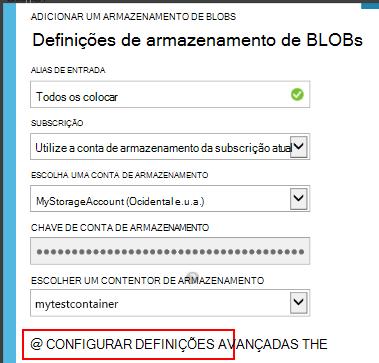 ADICIONAR UM ARMAZENAMENTO DE BLOBS
Definições de armazenamento de BLOBs
ALIAS DE ENTRADA
Todos os colocar
SUBSCRIÇÃO
Utilize a conta de armazenamento da subscrição atual
ESCOLHA UMA CONTA DE ARMAZENAMENTO
MyStorageAccount (Ocidental e.u.a.)
CHAVE DE CONTA DE ARMAZENAMENTO
ESCOLHER UM CONTENTOR DE ARMAZENAMENTO
mytestcontainer
@ CONFIGURAR DEFINIÇÕES AVANÇADAS THE